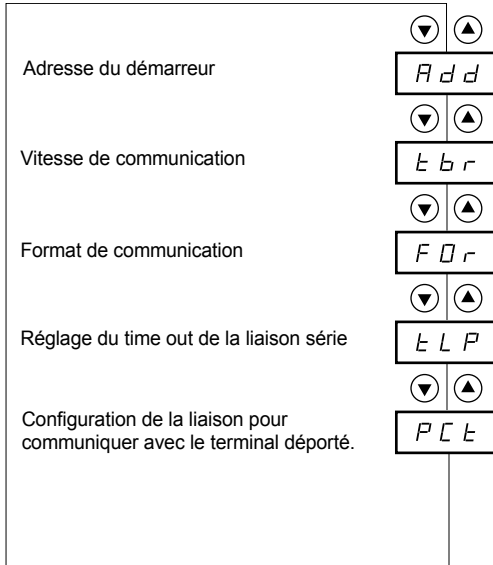 Adresse du démarreur
Add
Vitesse de communication
tbr
Format de communication
FOr
Réglage du time out de la liaison série
tLP
Configuration de la liaison pour
communiquer avec le terminal déporté.
PCt